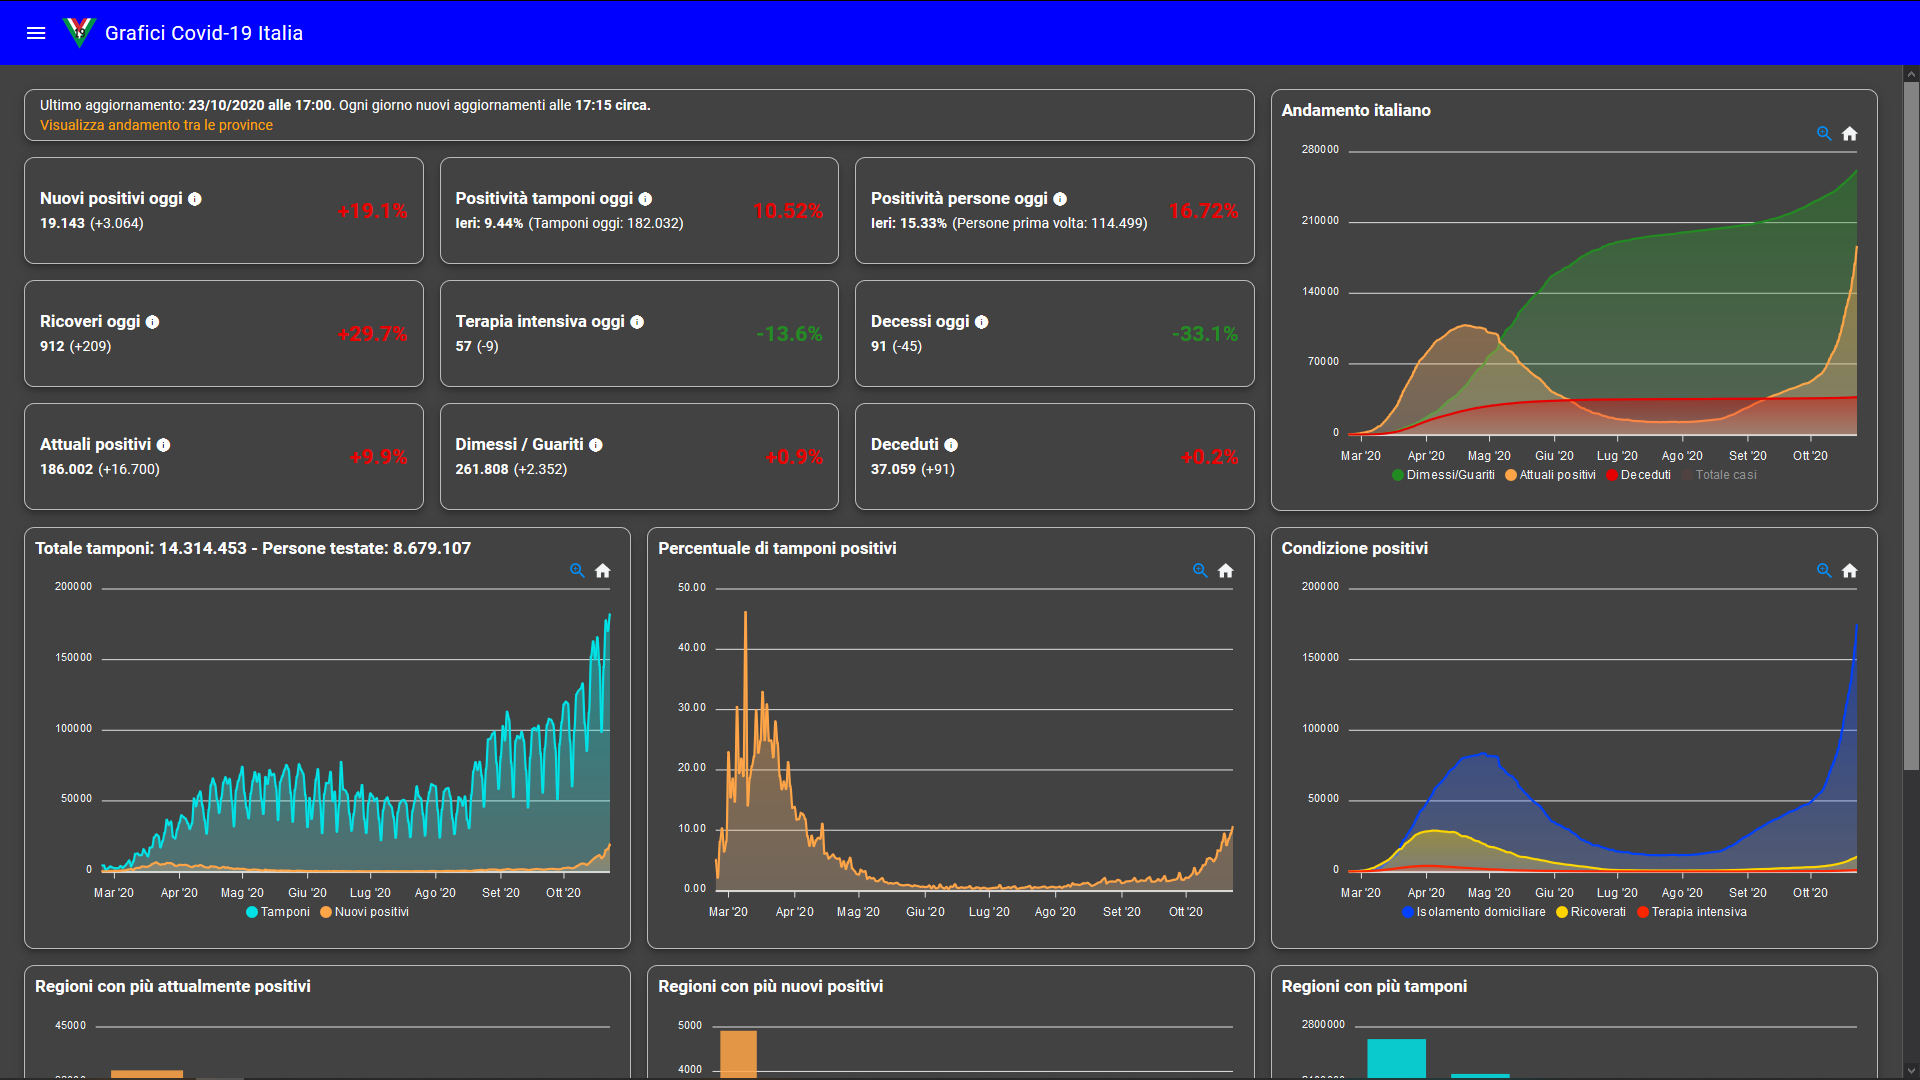 19 Grafici Covid-19 Italia
Ultimo aggiornamento: 23/10/2020 alle 17:00. Ogni giorno nuovi aggiornamenti alle 17:15 circa.
Visualizza andamento tra le province
Nuovi positivi oggi
19.143 (+3.064)
+19.1%
Positività tamponi oggi
Ieri: 9.44% (Tamponi oggi: 182.032)
10.52%
Positività persone oggi
Ieri: 15.33% (Persone prima volta: 114.499)
16.72%
Ricoveri oggi
912 (+209)
+29.7%
Terapia intensiva oggi
57 (-9)
-13.6%
Decessi oggi
91 (-45)
-33.1%
Attuali positivi
186.002 (+16.700)
+9.9%
Dimessi / Guariti
261.808 (+2.352)
+0.9%
Deceduti
37.059 (+91)
+0.2%
Andamento italiano
280000
210000
140000
70000
0
Mar '20 Apr '20 Mag '20 Giu '20 Lug '20 Ago '20 Set '20 Ott '20
Dimessi/Guariti Attuali positivi Deceduti Totale casi
Totale tamponi: 14.314.453 - Persone testate: 8.679.107
200000
150000
100000
50000
0
Mar '20 Apr '20 Mag '20 Giu '20 Lug '20 Ago '20 Set '20 Ott '20
Tamponi Nuovi positivi
Percentuale di tamponi positivi
50.00
40.00
30.00
20.00
10.00
0.00
Mar '20 Apr '20 Mag '20 Giu '20 Lug '20 Ago '20 Set '20 Ott '20
Condizione positivi
200000
150000
100000
50000
0
Mar '20 Apr '20 Mag '20 Giu '20 Lug '20 Ago '20 Set '20 Ott '20
Isolamento domiciliare Ricoverati Terapia intensiva
Regioni con più attualmente positivi
45000
Regioni con più nuovi positivi
5000
4000
Regioni con più tamponi
2800000